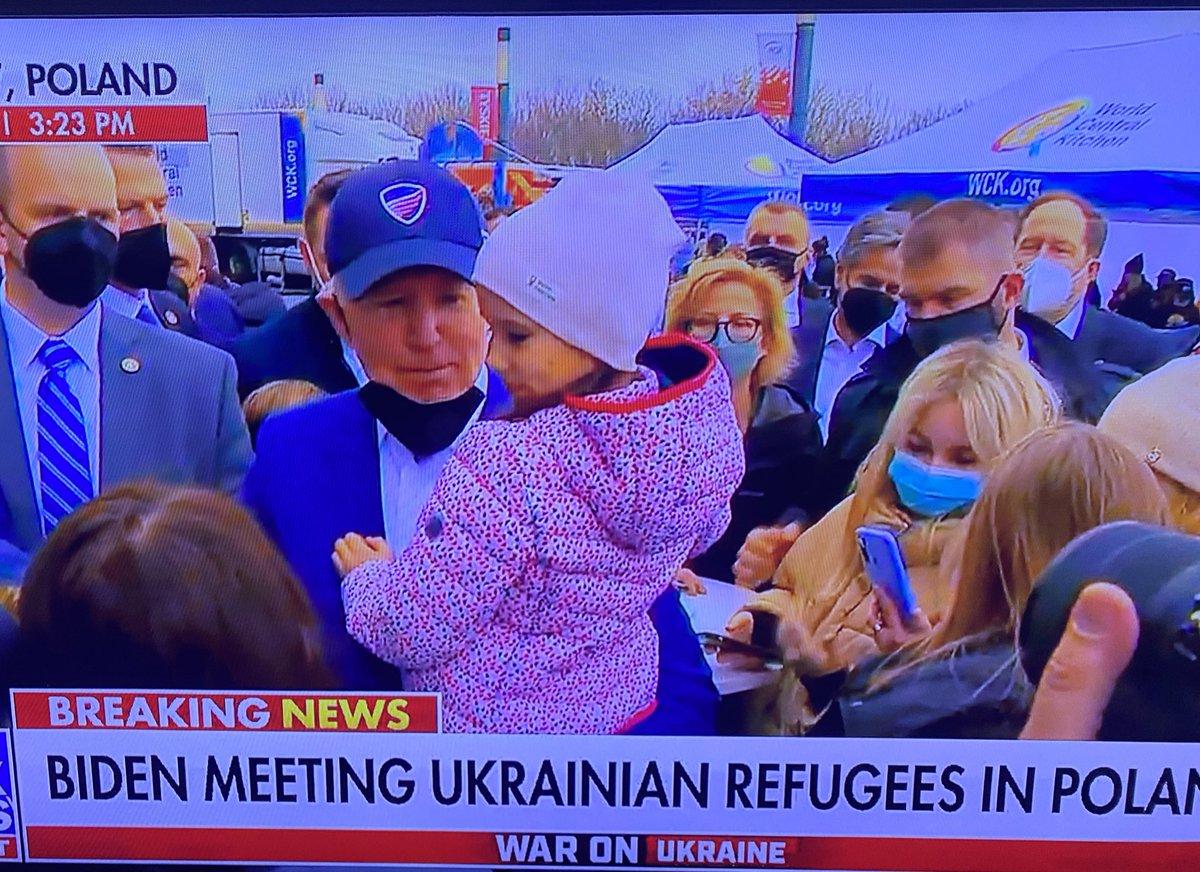 , POLAND
3:23 PM
WCK.org
World
Central
Kitchen
WCK.org
BREAKING NEWS
BIDEN MEETING UKRAINIAN REFUGEES IN POLAN
WAR ON UKRAINE